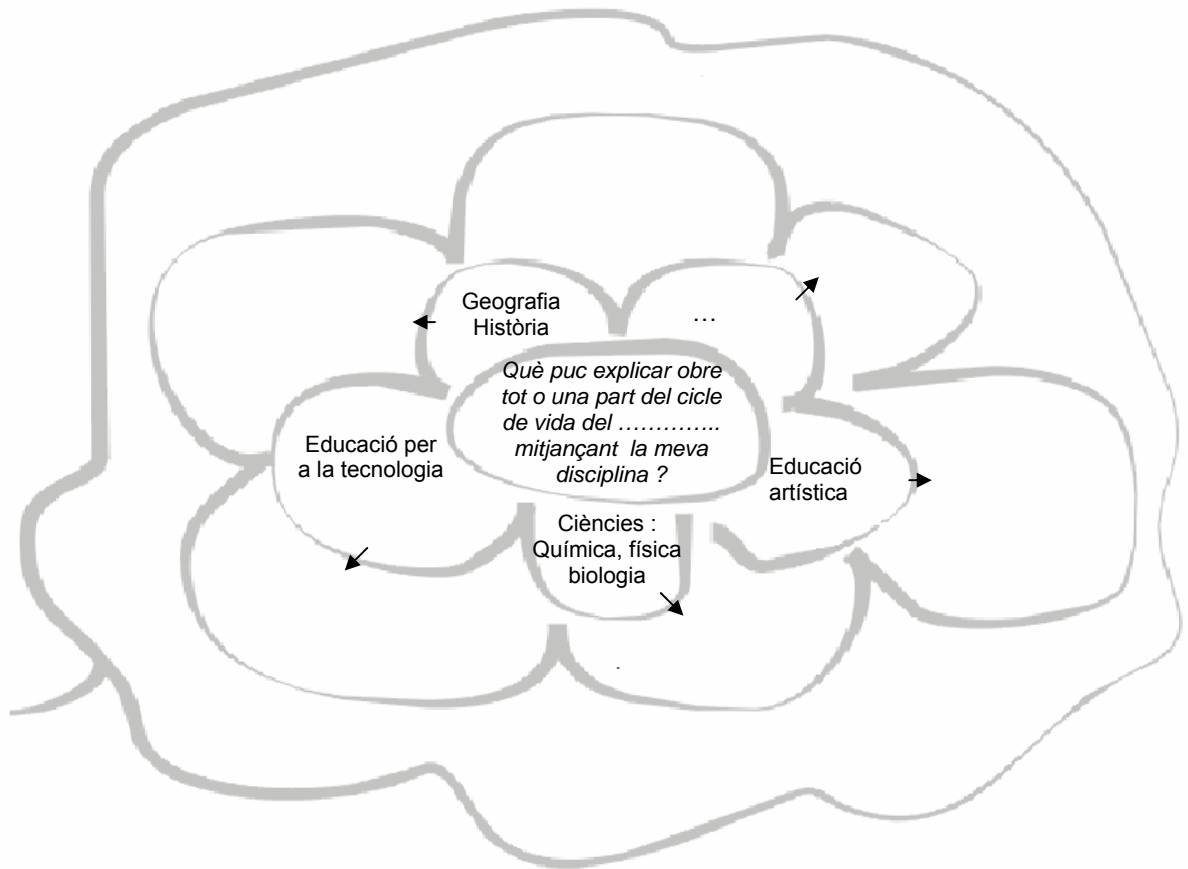 Geografia
Història
…
Què puc explicar obre
tot o una part del cicle
de vida del …………..
mitjançant la meva
disciplina ?
Educació per
a la tecnologia
Educació
artística
Ciències :
Química, física
biologia
.